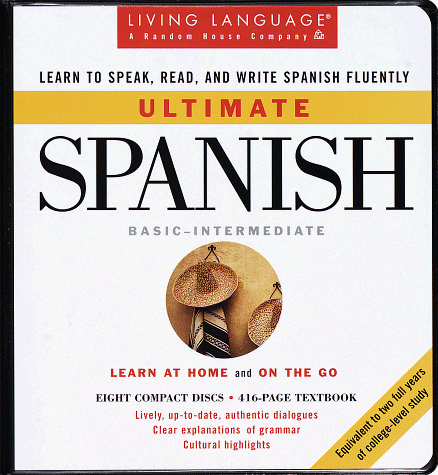 LIVING LANGUAGE®
A Random House Company
LEARN TO SPEAK, READ, AND WRITE SPANISH FLUENTLY
ULTIMATE
SPANISH
BASIC–INTERMEDIATE
LEARN AT HOME and ON THE GO
EIGHT COMPACT DISCS • 416-PAGE TEXTBOOK
Lively, up-to-date, authentic dialogues
Clear explanations of grammar
Cultural highlights
Equivalent to two full years
of college-level study